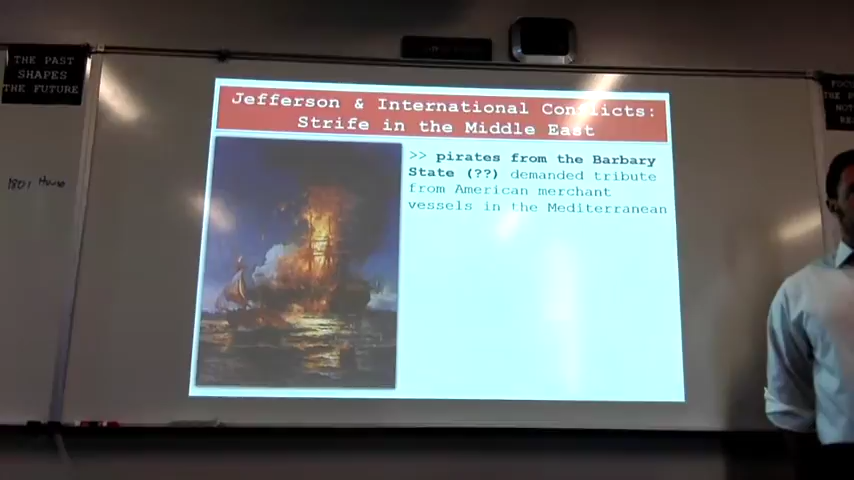 THE PAST
SHAPES
THE FUTURE
Jefferson & International Conflicts:
Strife in the Middle East
>> pirates from the Barbary
State (??) demanded tribute
from American merchant
vessels in the Mediterranean
1801